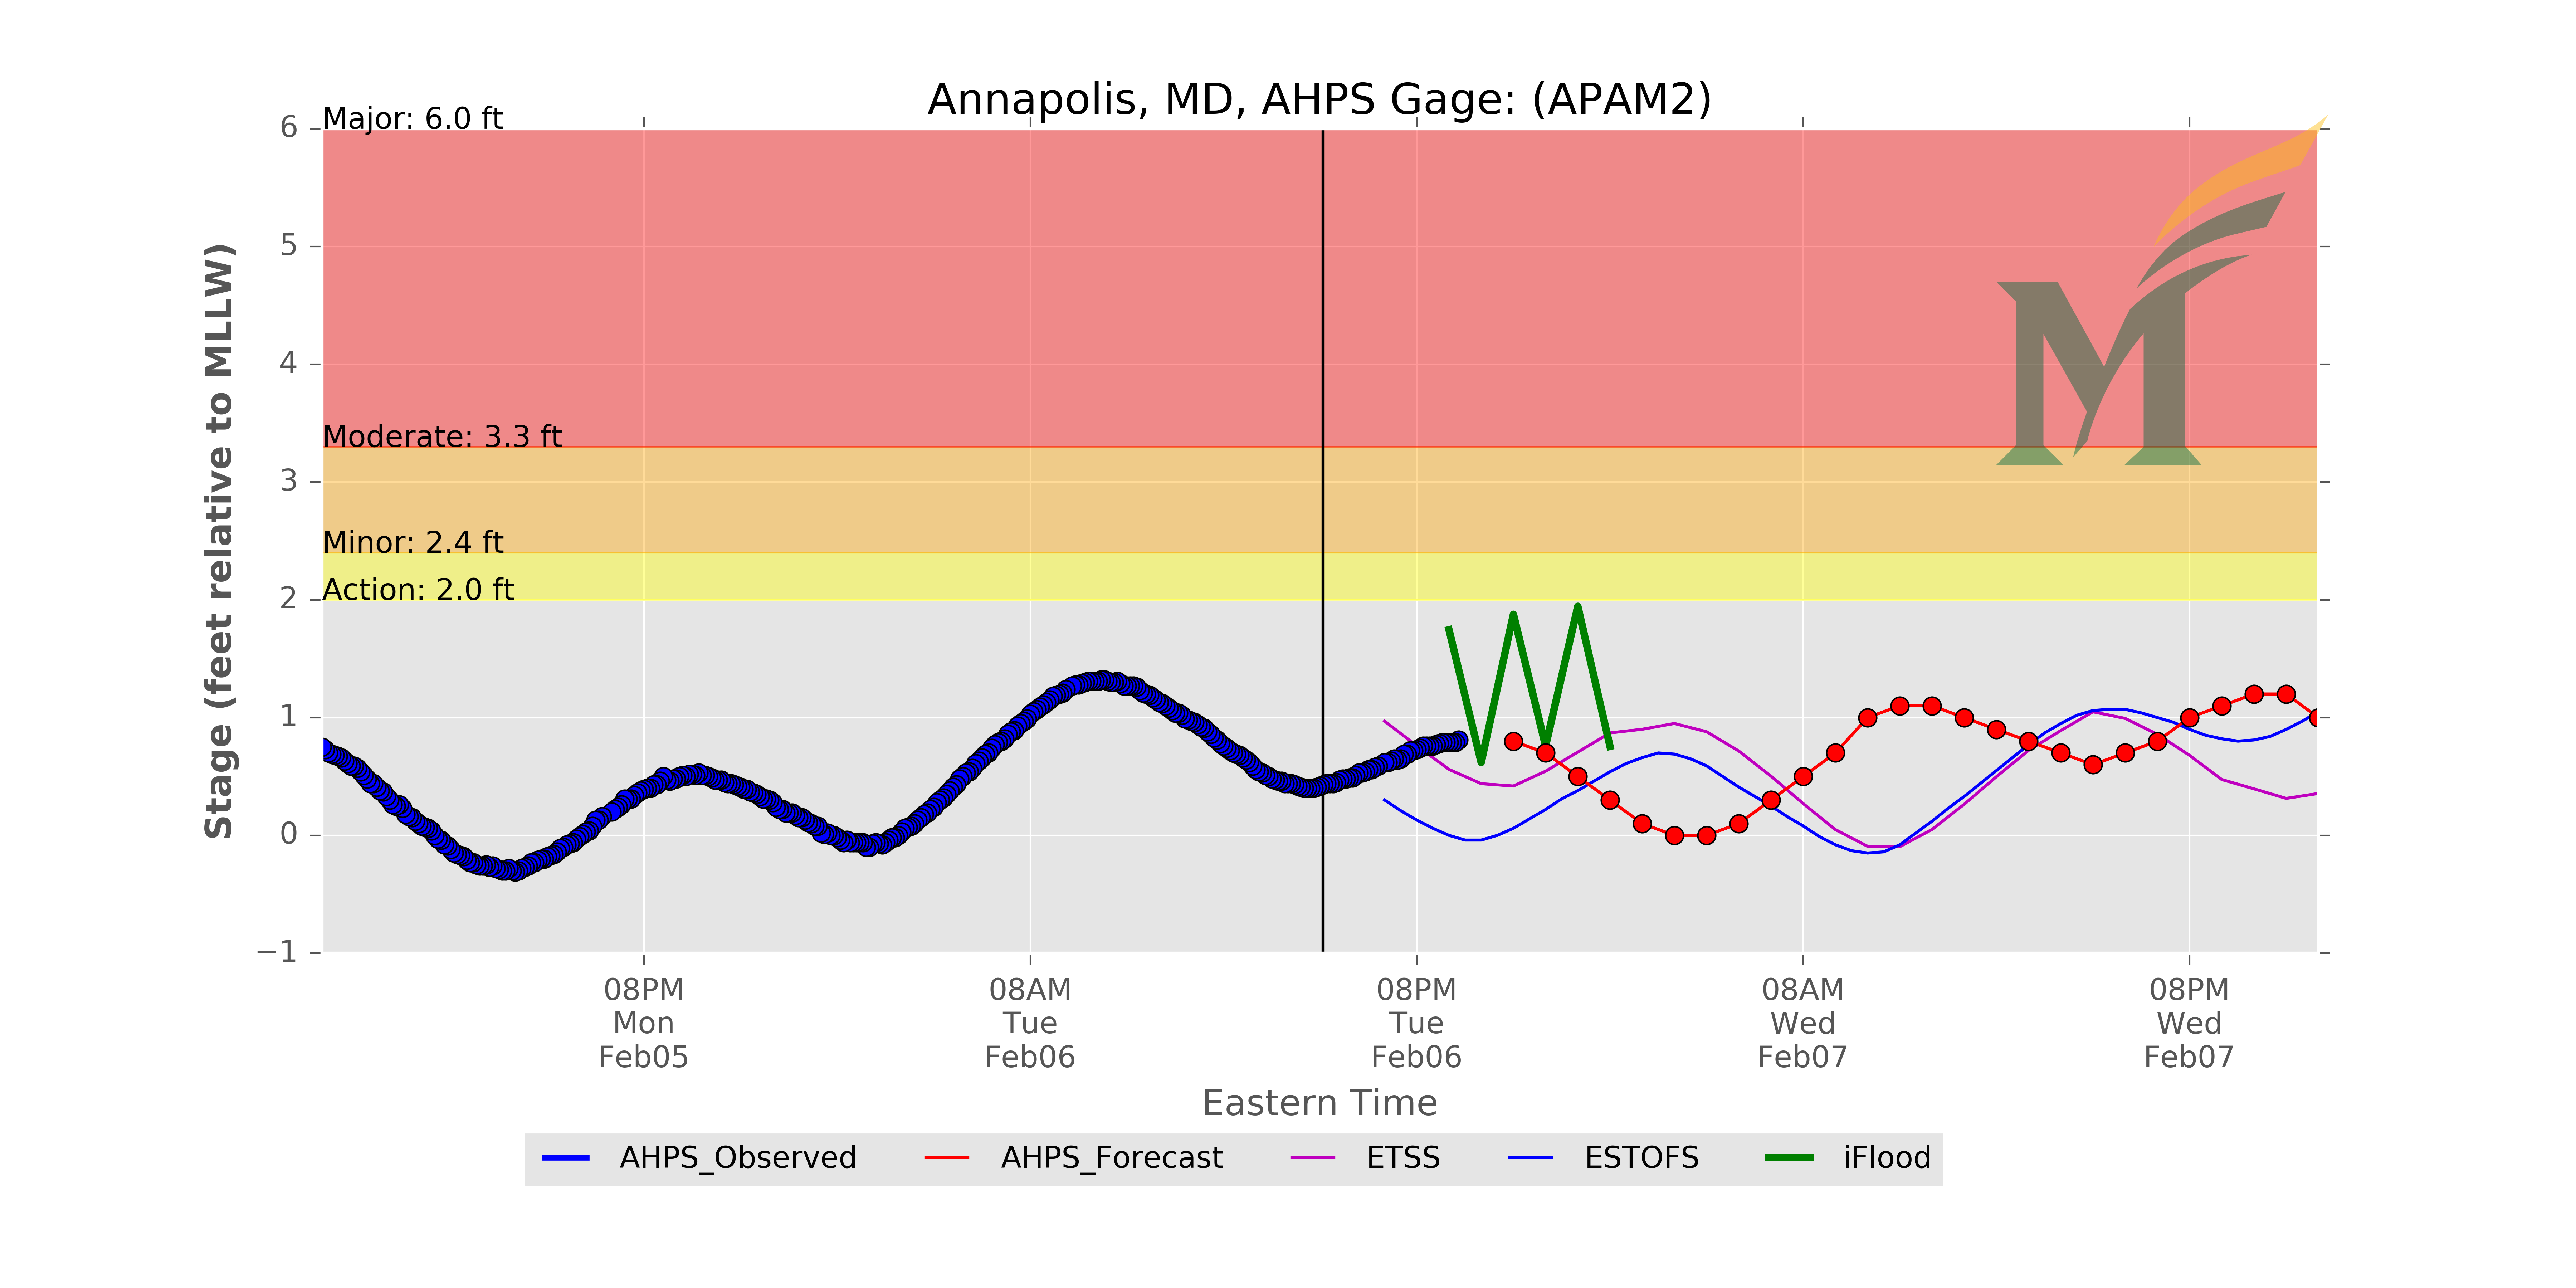 Annapolis, MD, AHPS Gage: (APAM2)
Major: 6.0 ft
Moderate: 3.3 ft
Minor: 2.4 ft
Action: 2.0 ft
Stage (feet relative to MLLW)
6
5
4
3
2
1
0
−1
08PM
Mon
Feb05
08AM
Tue
Feb06
08PM
Tue
Feb06
08AM
Wed
Feb07
08PM
Wed
Feb07
Eastern Time
AHPS_Observed
AHPS_Forecast
ETSS
ESTOFS
iFlood
M